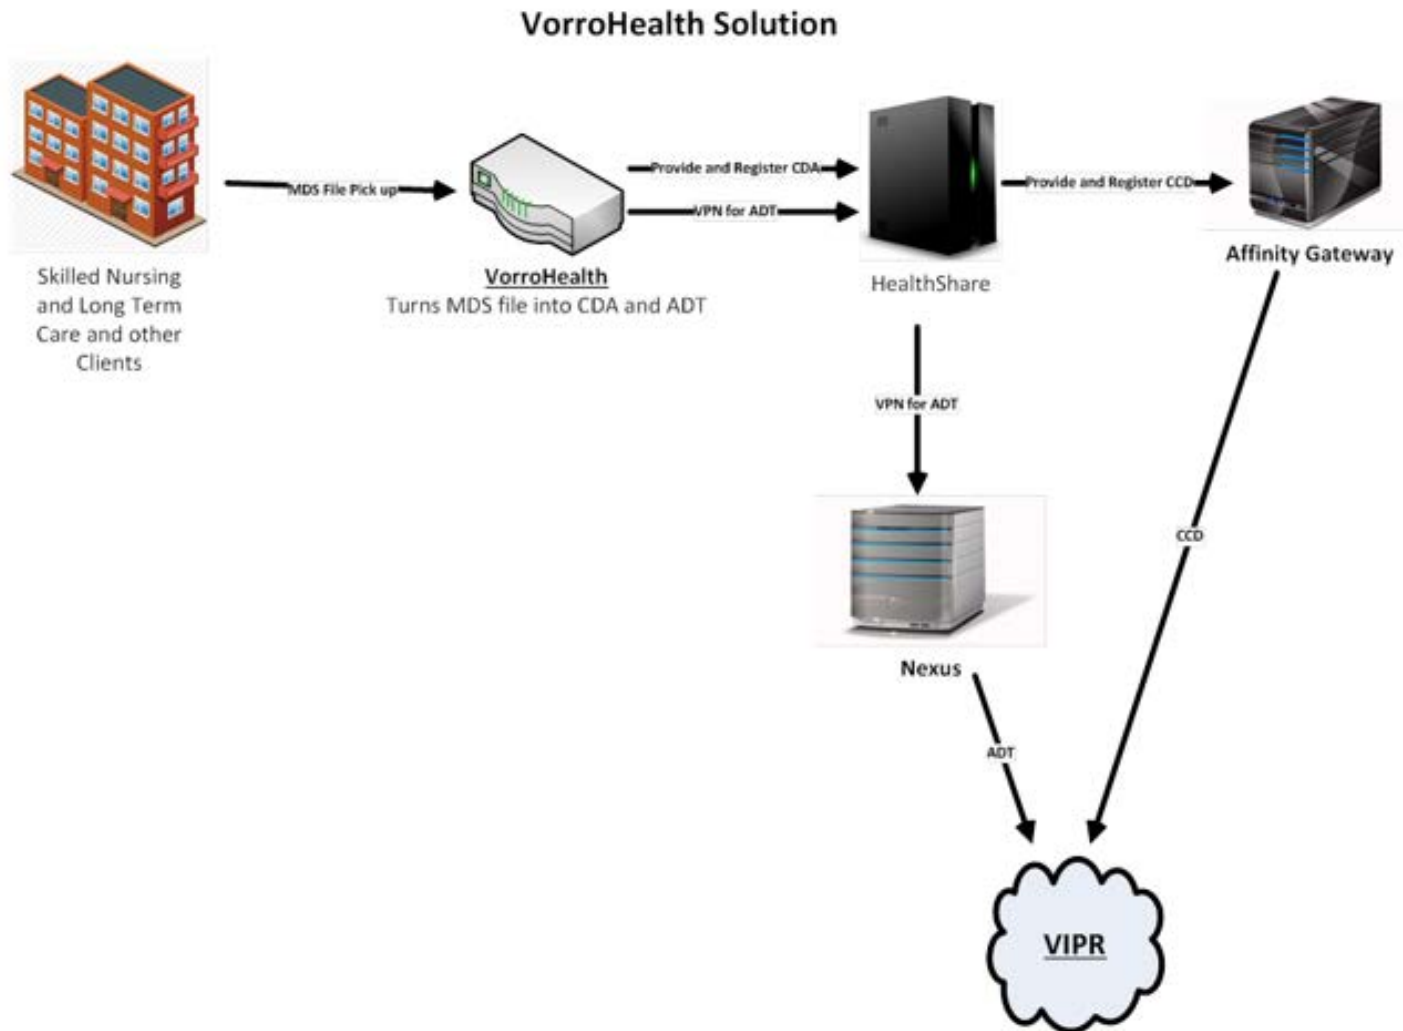 VorroHealth Solution
MDS File Pick up
Provide and Register CDA
VPN for ADT
Provide and Register CCD
Skilled Nursing
and Long Term
Care and other
Clients
VorroHealth
Turns MDS file into CDA and ADT
HealthShare
Affinity Gateway
VPN for ADT
CCD
Nexus
ADT
VIPR